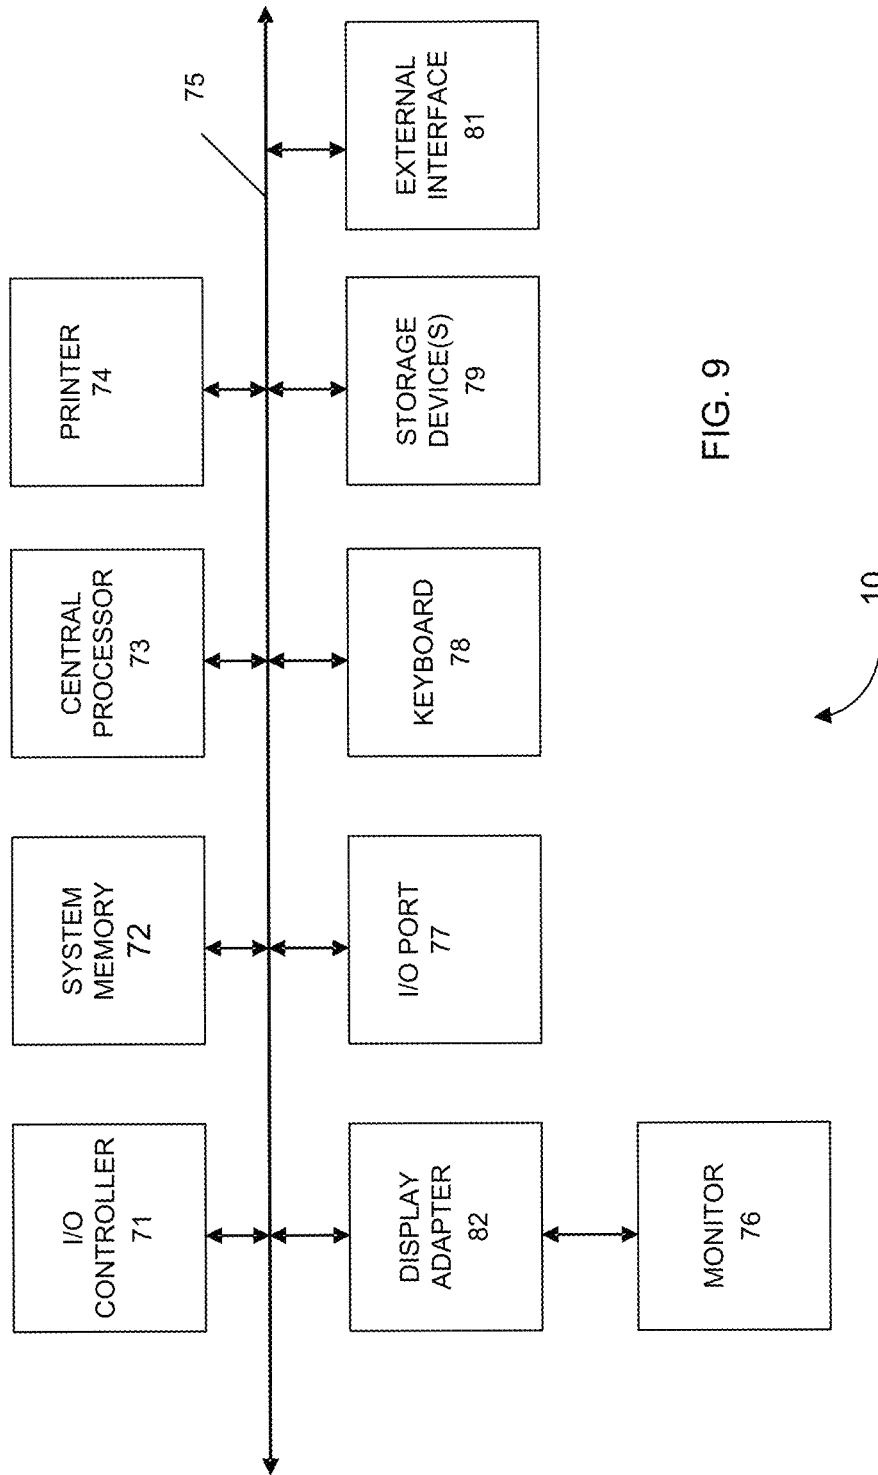 I/O
CONTROLLER
71
SYSTEM
MEMORY
72
CENTRAL
PROCESSOR
73
PRINTER
74
75
DISPLAY
ADAPTER
82
I/O PORT
77
KEYBOARD
78
STORAGE
DEVICE(S)
79
EXTERNAL
INTERFACE
81
MONITOR
76
FIG. 9
10